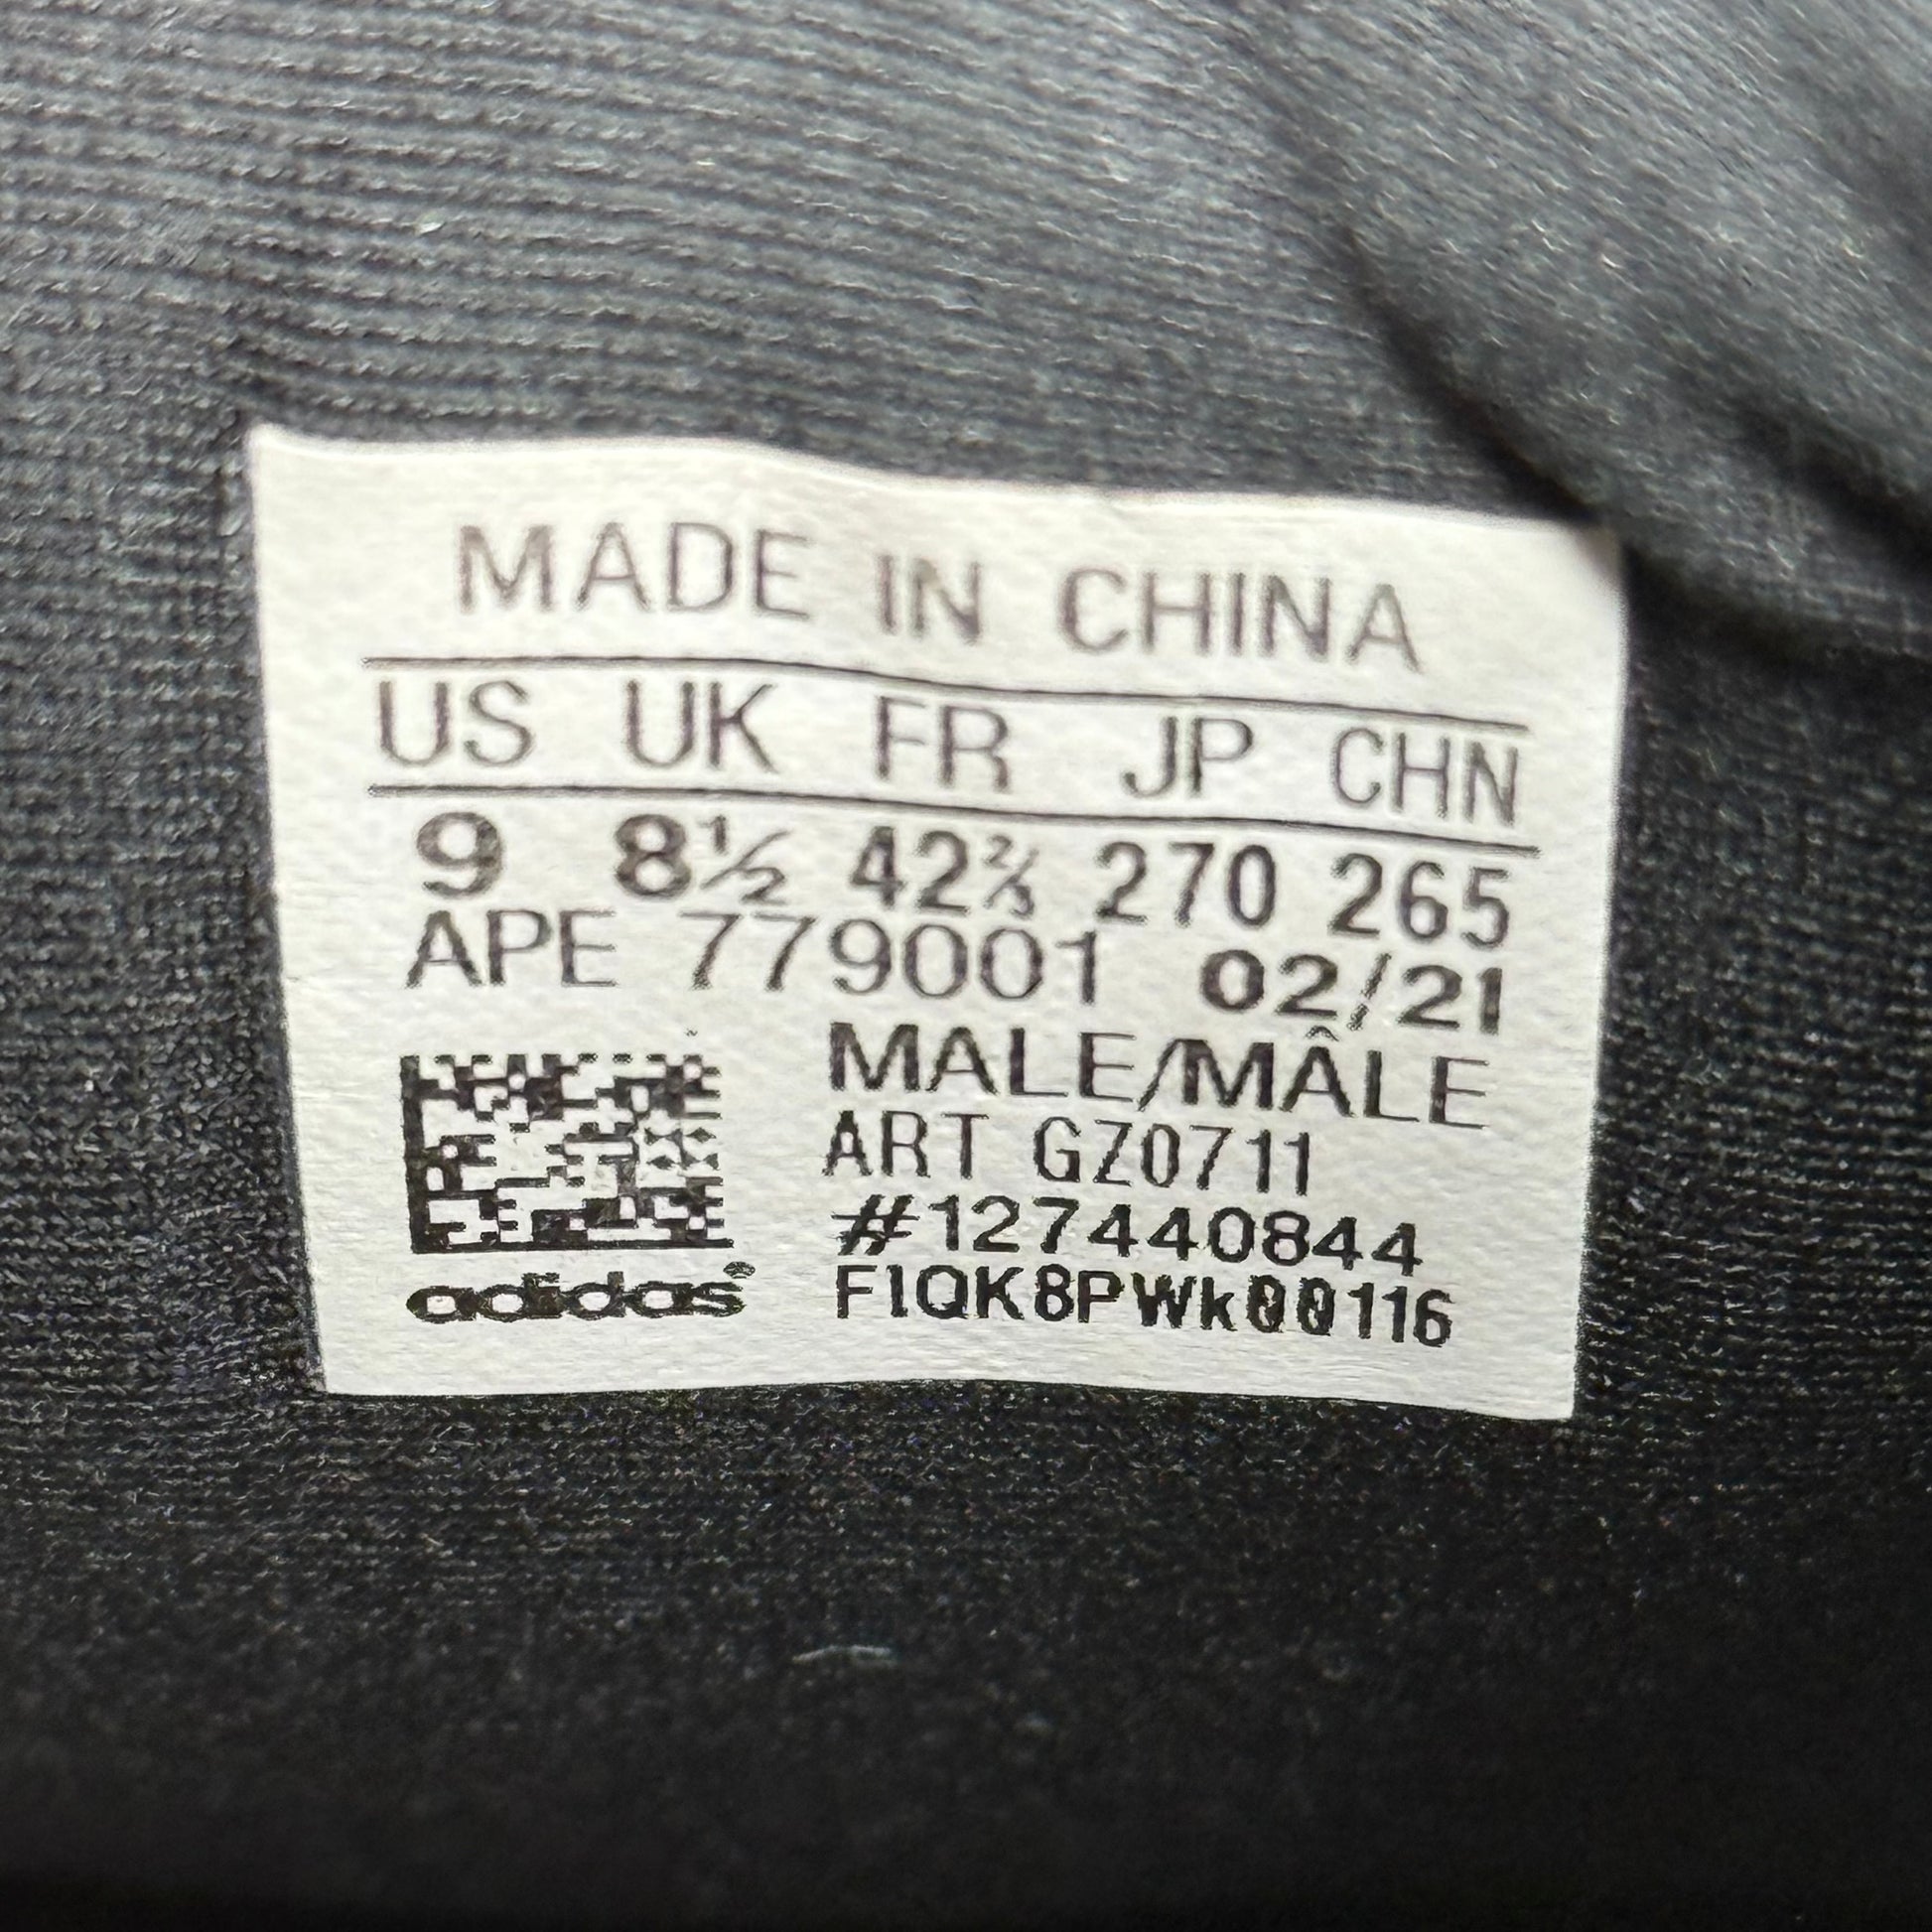 MADE IN CHINA
US UK FR JP CHN
9 8½ 42⅔ 270 265
APE 779001 02/21
MALE/MÂLE
ART GZ0711
#127440844
F1QK8PWk00116
adidas®